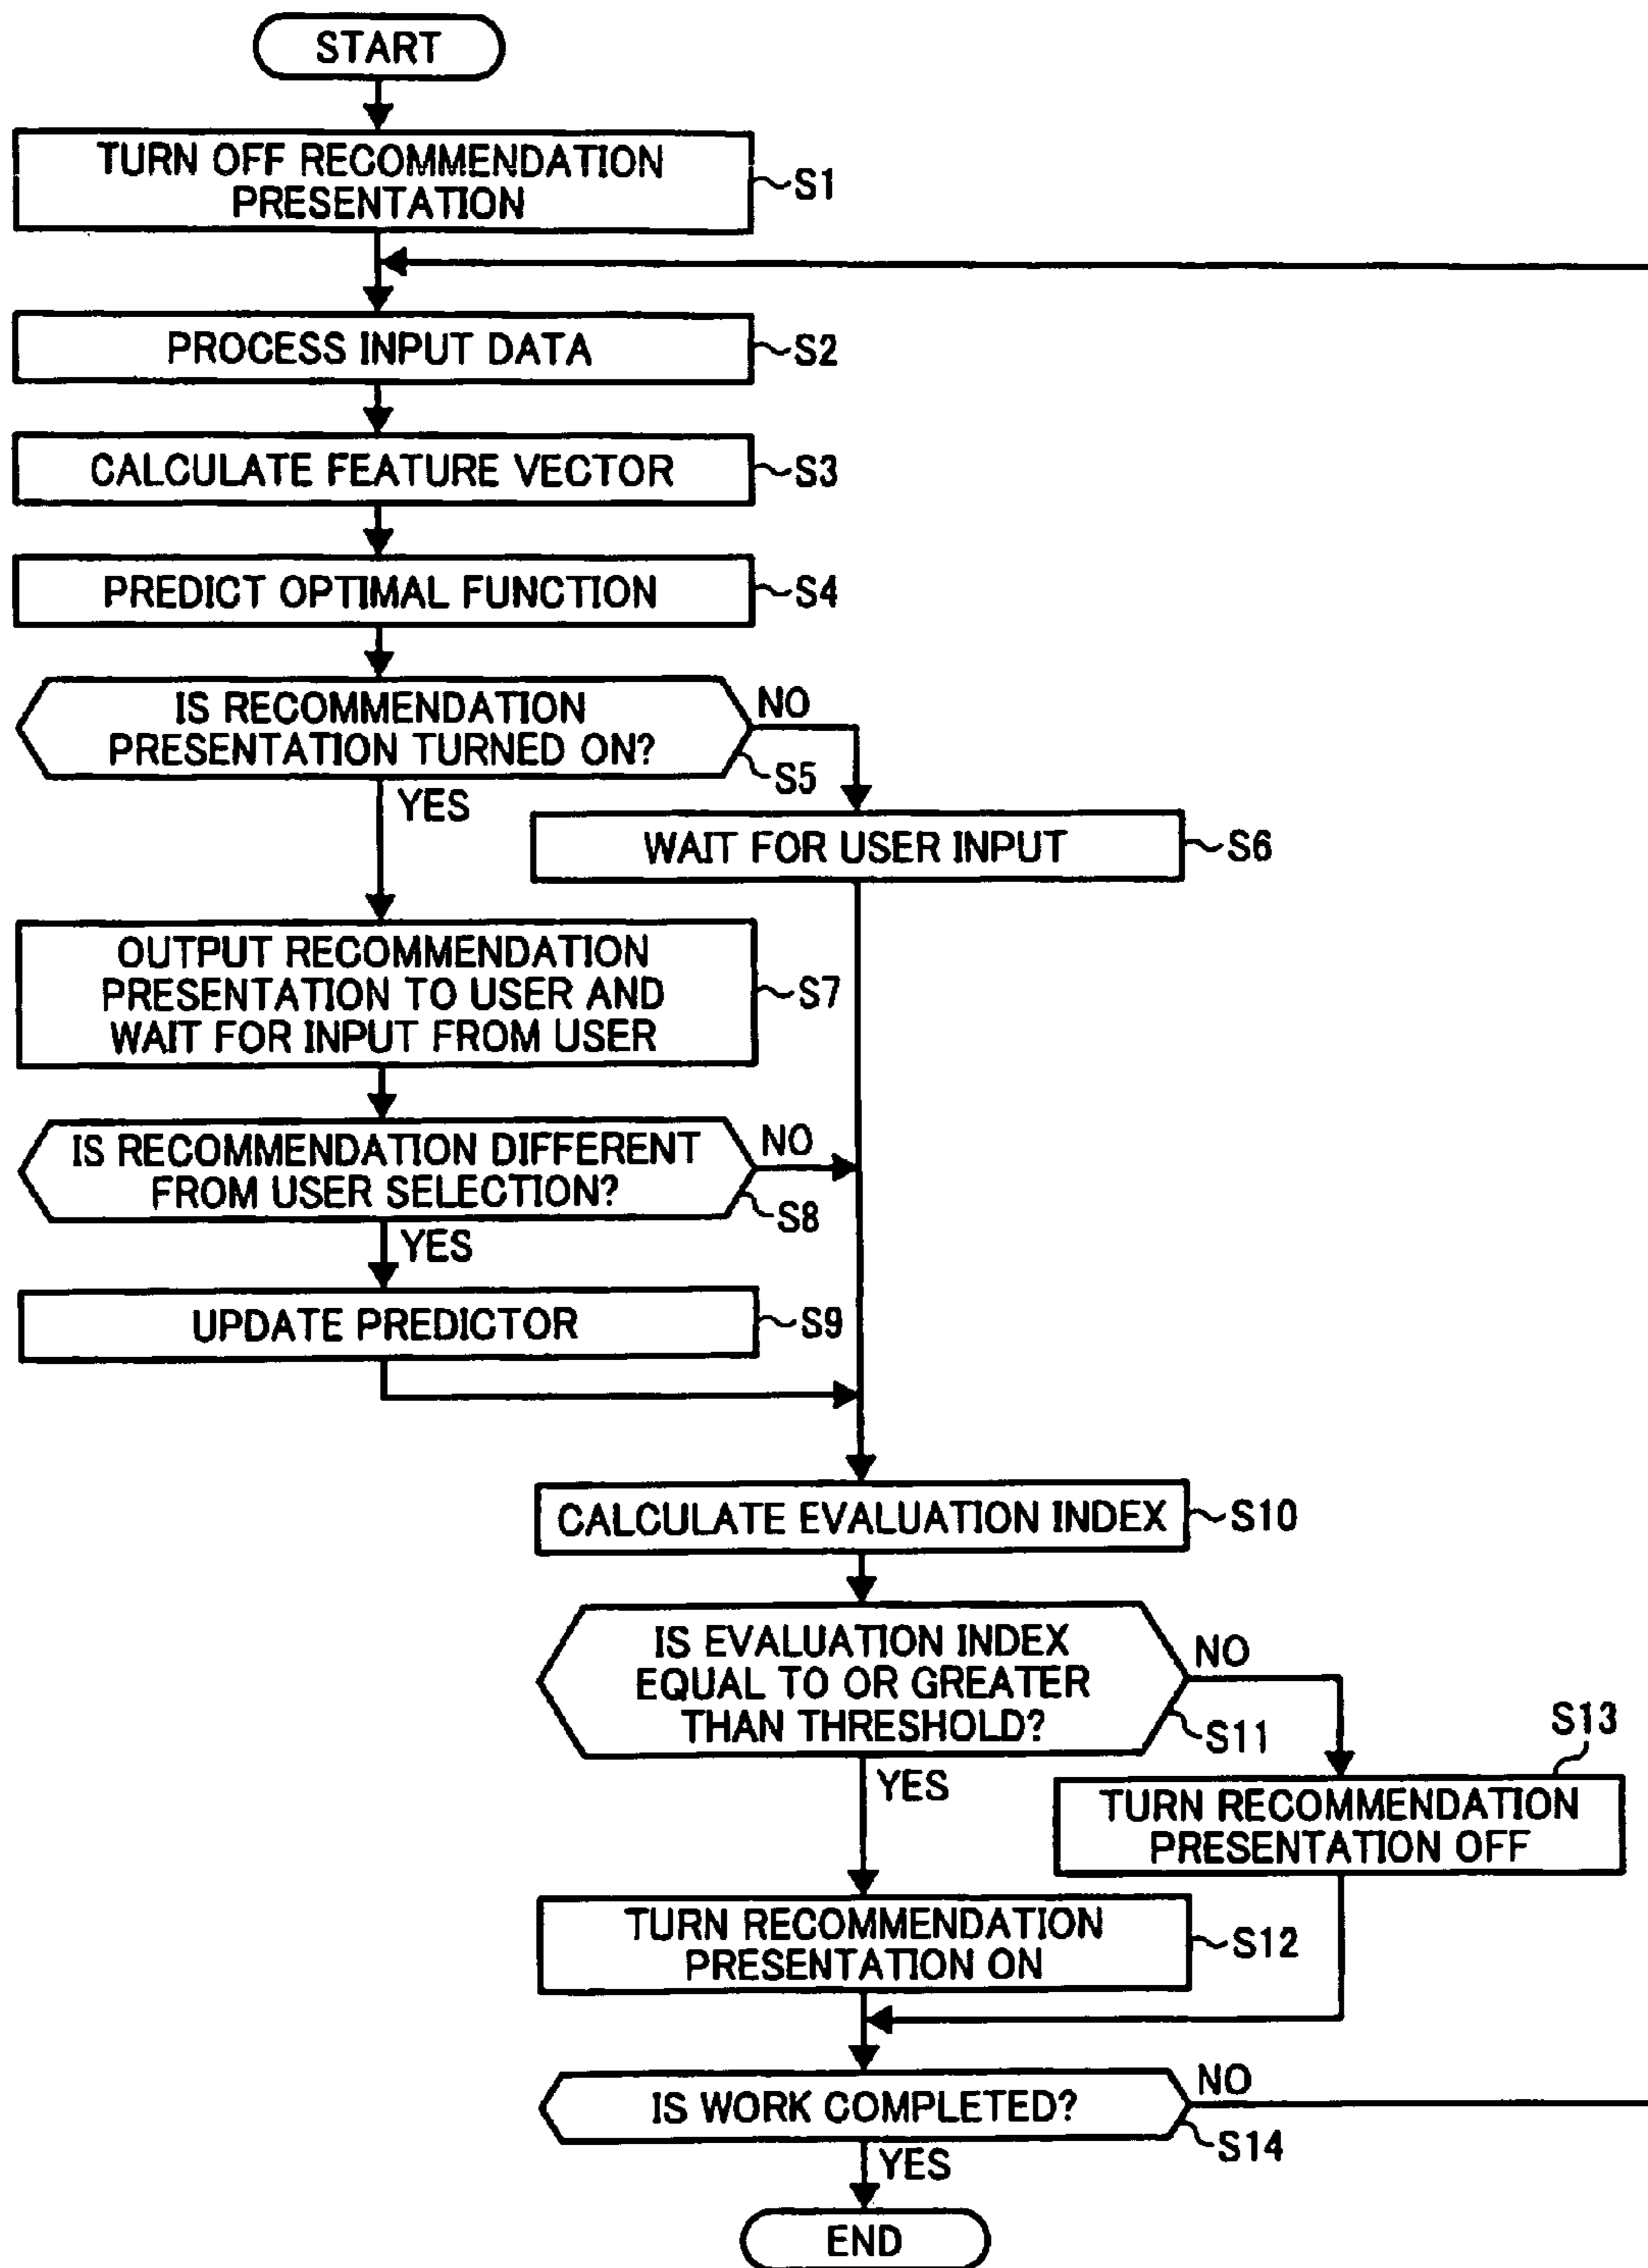 START
TURN OFF RECOMMENDATION
PRESENTATION
S1
PROCESS INPUT DATA
S2
CALCULATE FEATURE VECTOR
S3
PREDICT OPTIMAL FUNCTION
S4
IS RECOMMENDATION
PRESENTATION TURNED ON?
NO
S5
YES
WAIT FOR USER INPUT
S6
OUTPUT RECOMMENDATION
PRESENTATION TO USER AND
WAIT FOR INPUT FROM USER
S7
IS RECOMMENDATION DIFFERENT
FROM USER SELECTION?
NO
S8
YES
UPDATE PREDICTOR
S9
CALCULATE EVALUATION INDEX
S10
IS EVALUATION INDEX
EQUAL TO OR GREATER
THAN THRESHOLD?
NO
S11
YES
S13
TURN RECOMMENDATION
PRESENTATION OFF
TURN RECOMMENDATION
PRESENTATION ON
S12
IS WORK COMPLETED?
NO
S14
YES
END